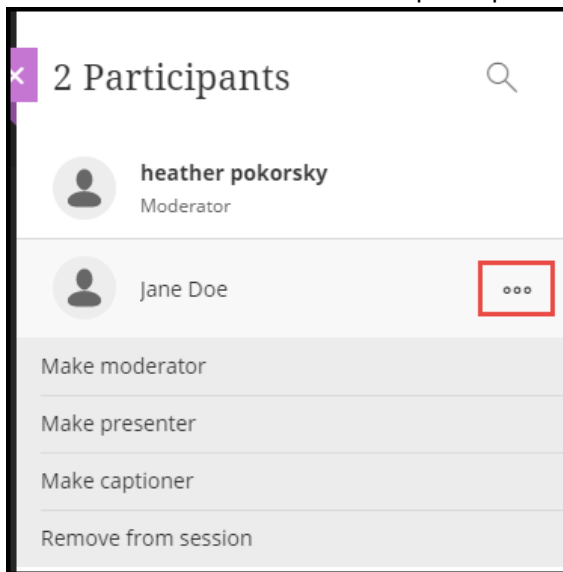 2 Participants
heather pokorsky
Moderator
Jane Doe
Make moderator
Make presenter
Make captioner
Remove from session